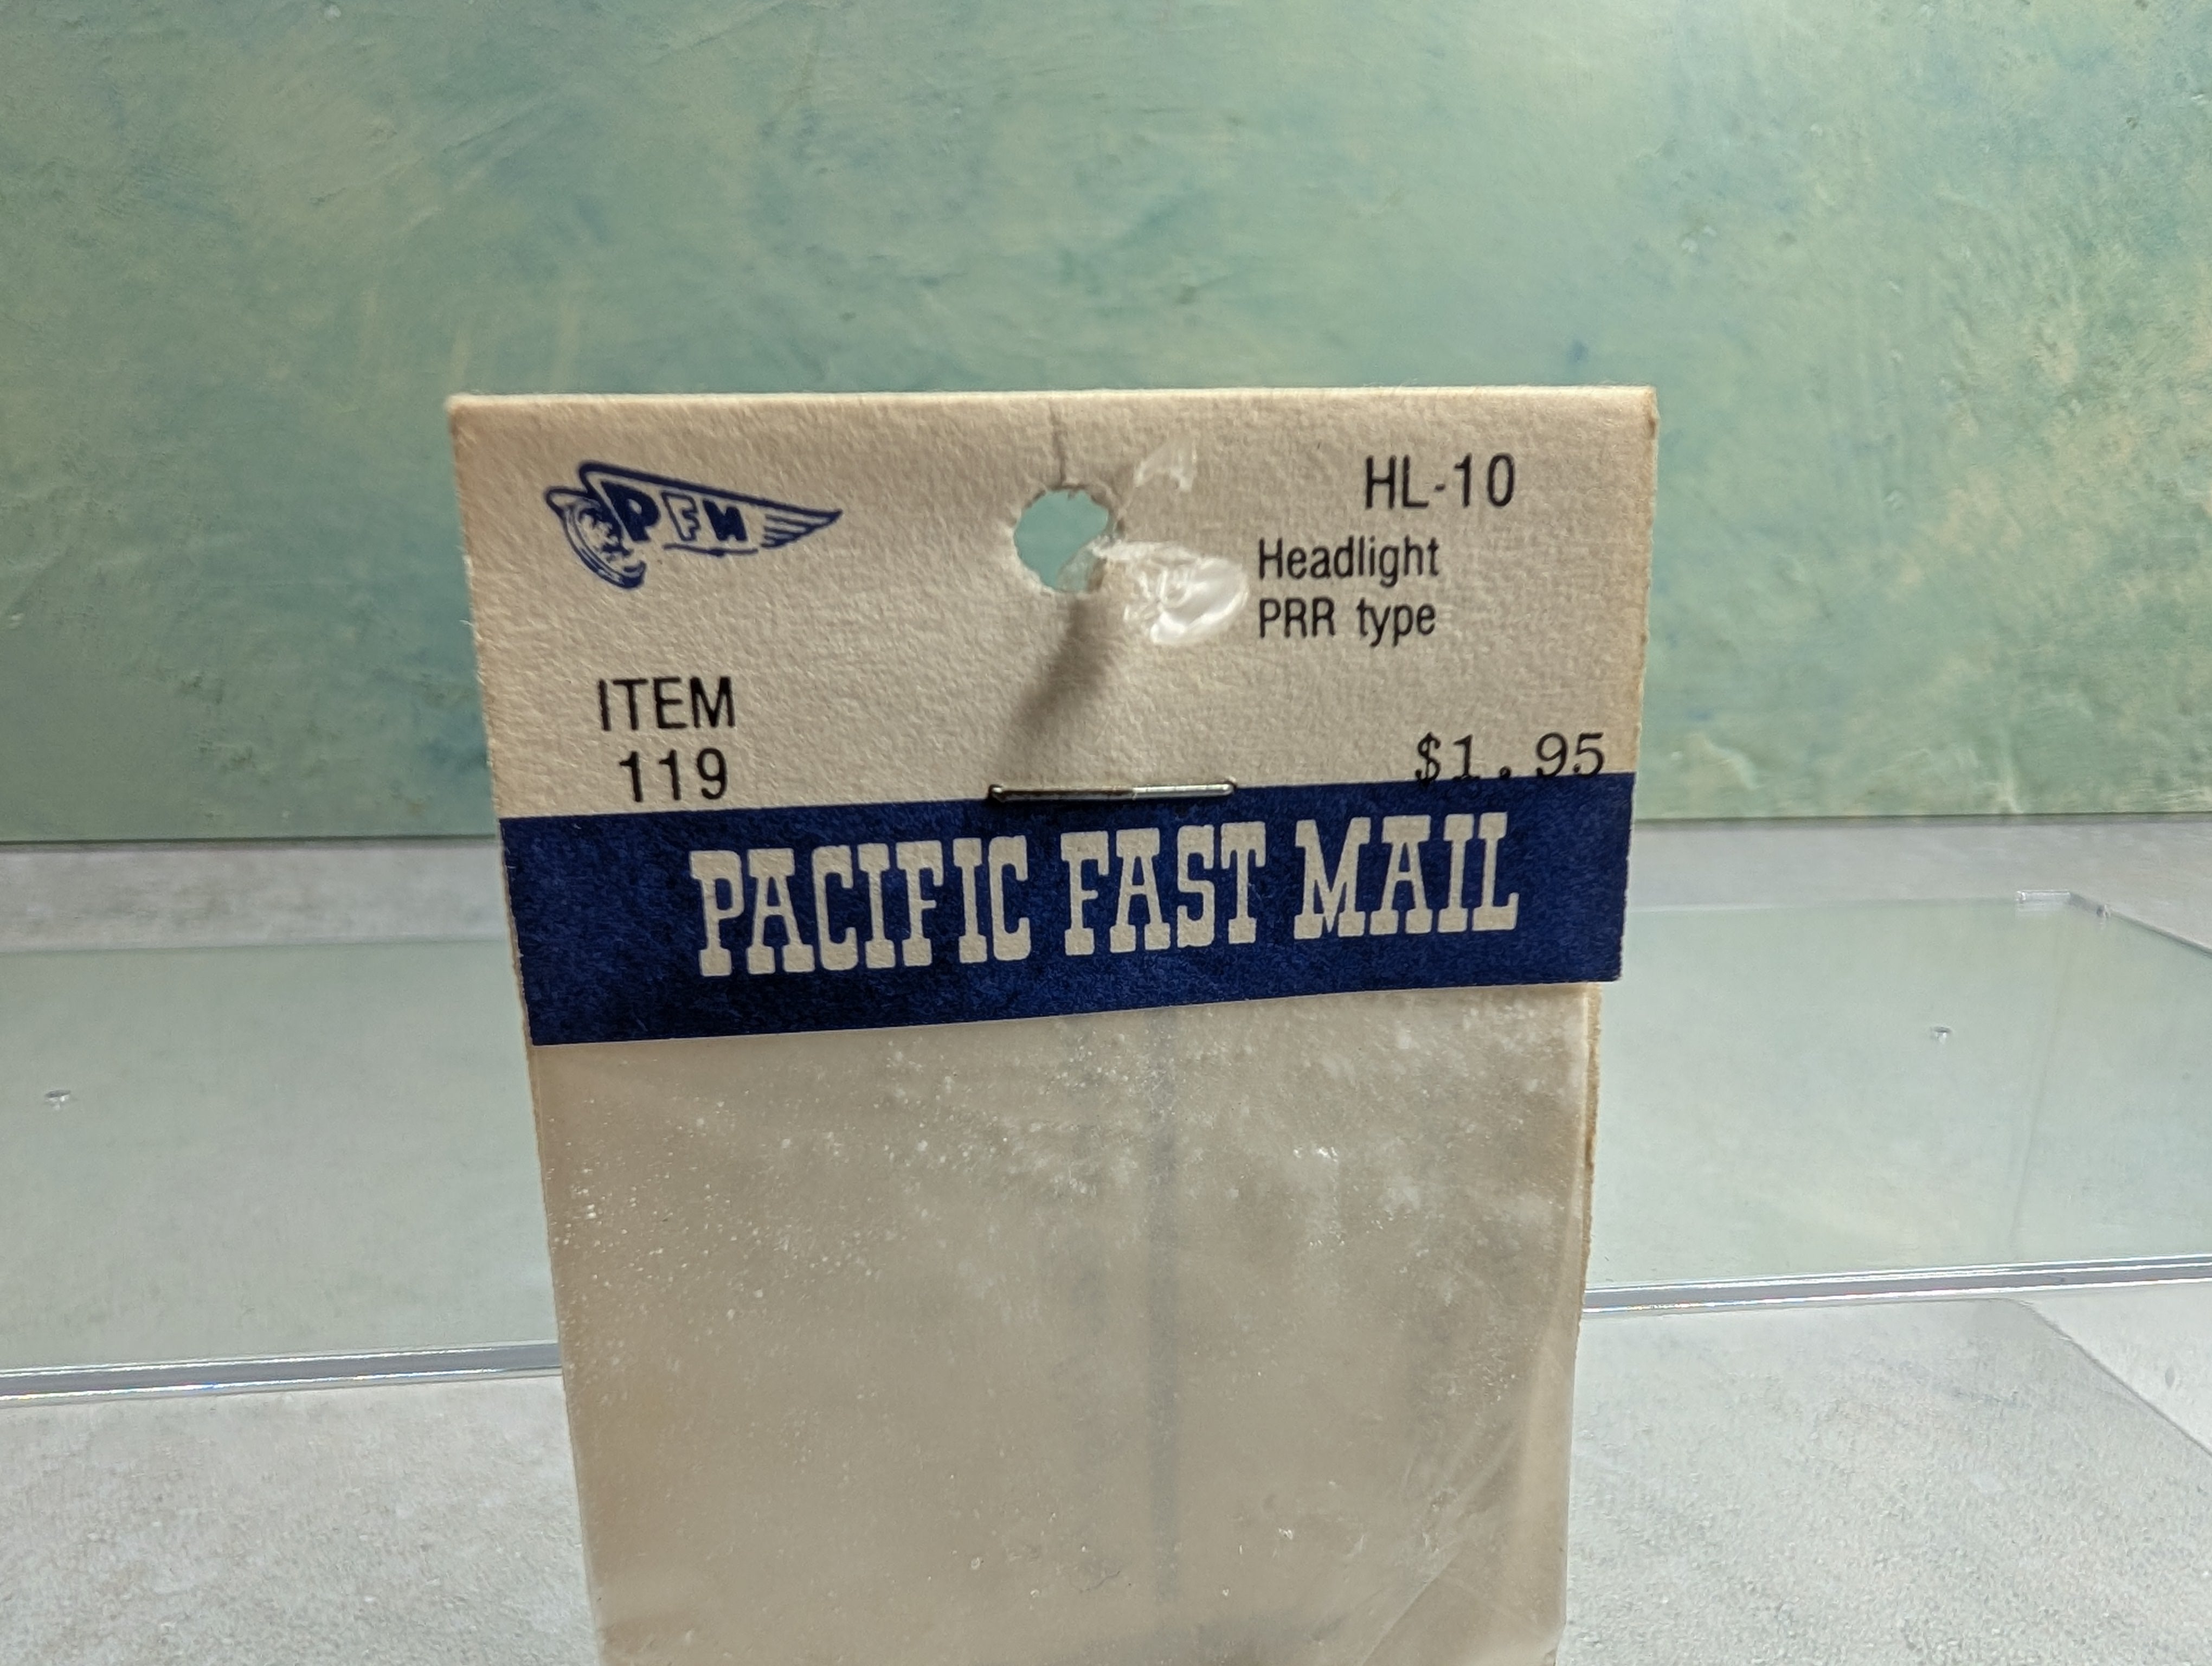 PFM
HL-10
Headlight
PRR type
ITEM
119
$1.95
PACIFIC FAST MAIL